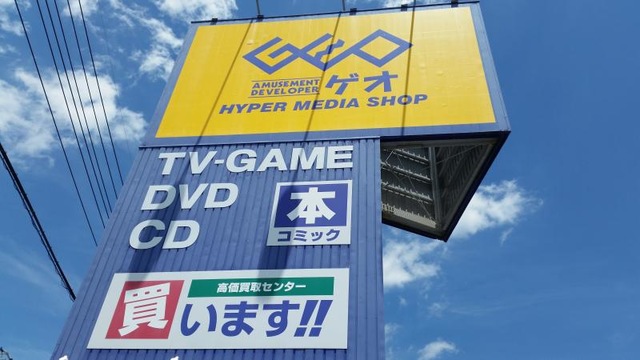 GEO
AMUSEMENT
DEVELOPER ゲオ
HYPER MEDIA SHOP
TV-GAME
DVD
CD
本
コミック
高価買取センター
買います!!